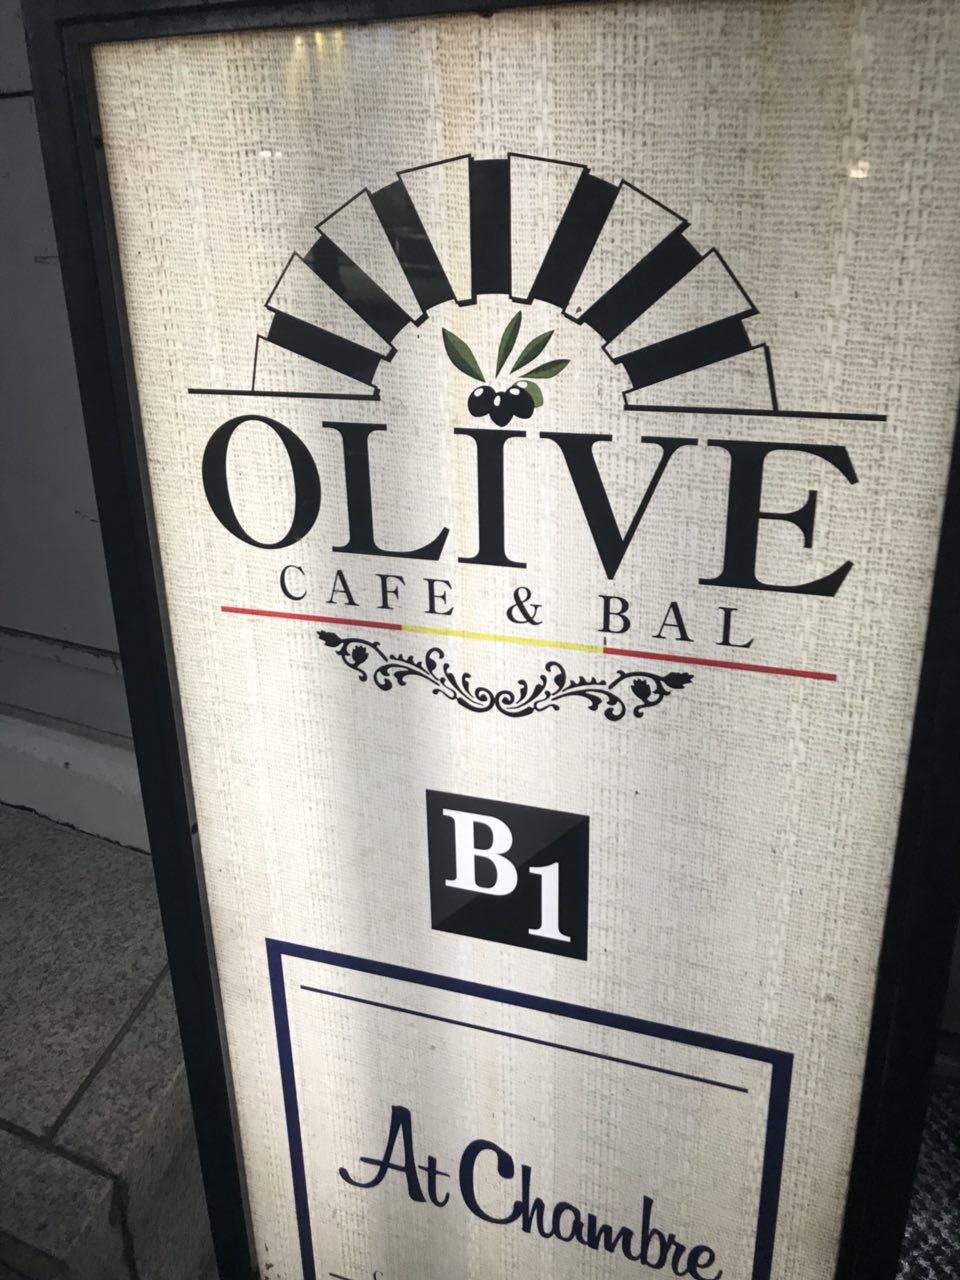 OLIVE
CAFE & BAL
B1
At Chambre